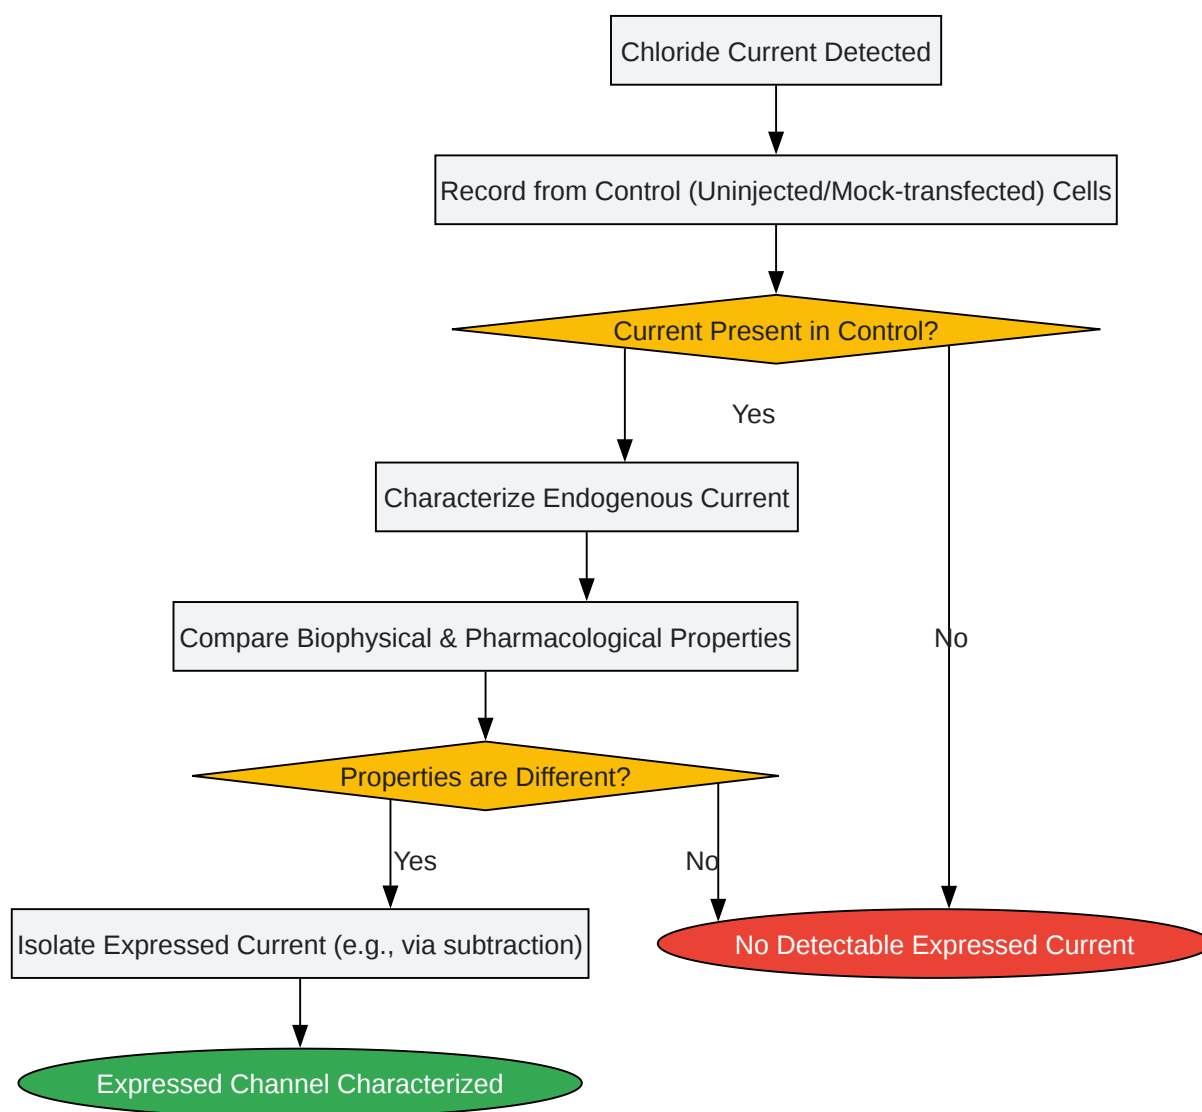 Chloride Current Detected
Record from Control (Uninjected/Mock-transfected) Cells
Current Present in Control?
Yes
Characterize Endogenous Current
Compare Biophysical & Pharmacological Properties
No
Properties are Different?
Yes
No
Isolate Expressed Current (e.g., via subtraction)
No Detectable Expressed Current
Expressed Channel Characterized